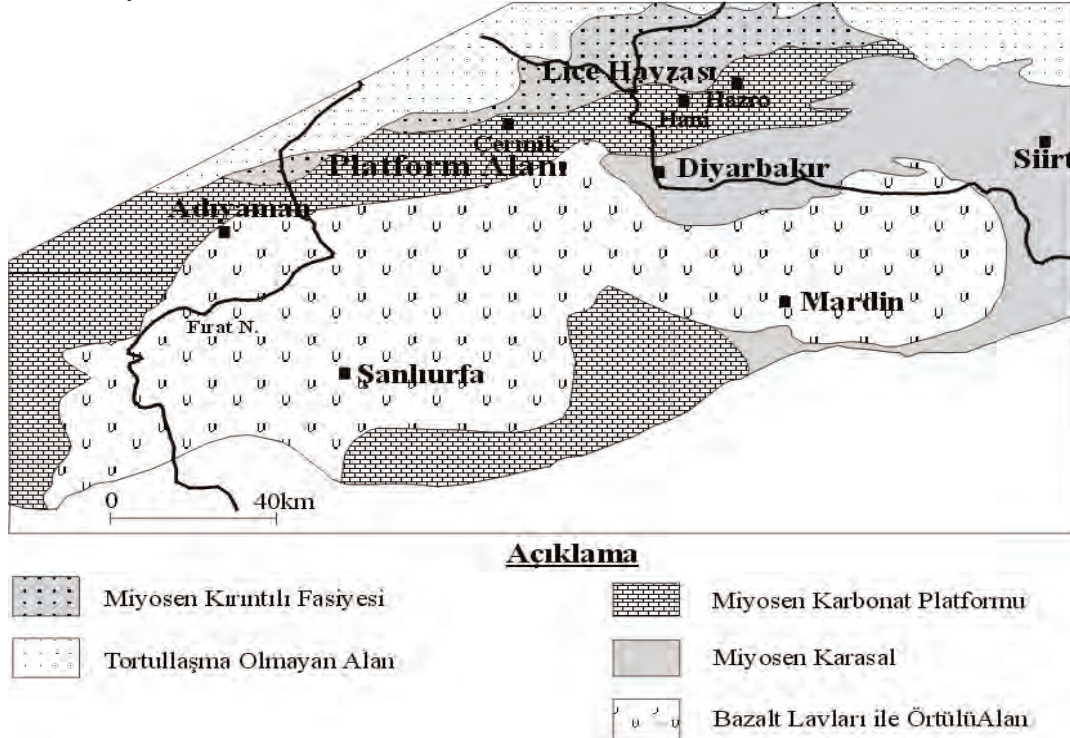 Lice Havzası
Hazro
Hani
Çermik
Siirt
Platform Alanı
Diyarbakır
Adıyaman
Mardin
Fırat N.
Şanlıurfa
0 40km
Açıklama
Miyosen Kırıntılı Fasiyesi
Miyosen Karbonat Platformu
Tortullaşma Olmayan Alan
Miyosen Karasal
Bazalt Lavları ile ÖrtülüAlan